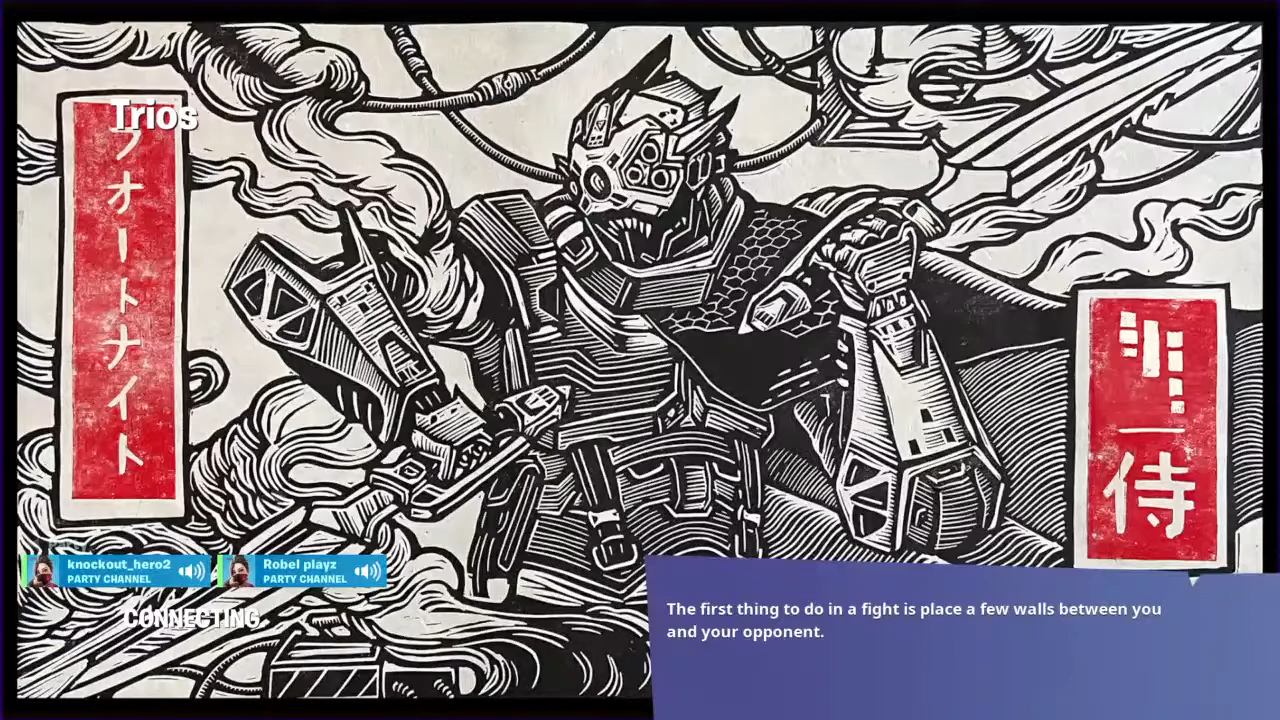 Trios
フォートナイト
侍
knockout_hero2
PARTY CHANNEL
Robel playz
PARTY CHANNEL
CONNECTING.
The first thing to do in a fight is place a few walls between you
and your opponent.